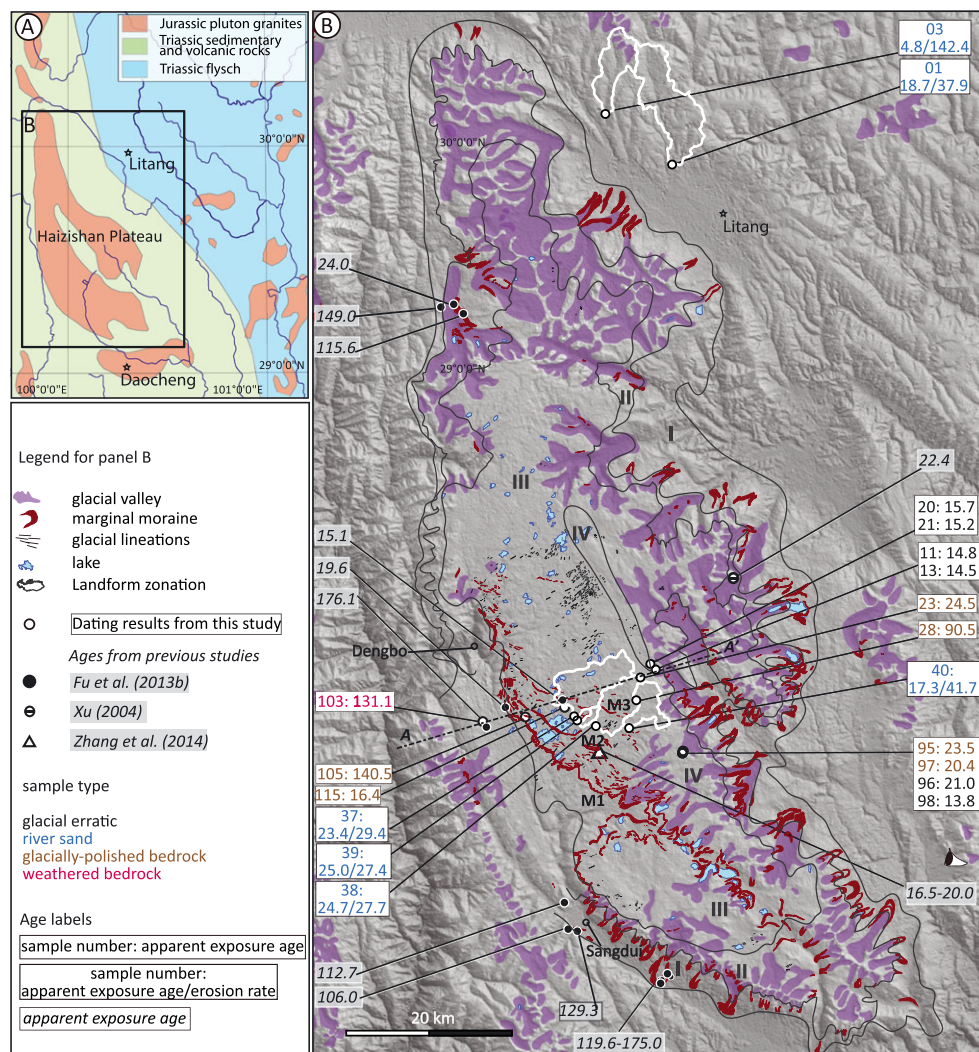 A
Jurassic pluton granites
Triassic sedimentary
and volcanic rocks
Triassic flysch
B
30°0'0"N
Litang
Haizishan Plateau
29°0'0"N
Daocheng
100°0'0"E
101°0'0"E
Legend for panel B
glacial valley
marginal moraine
glacial lineations
lake
Landform zonation
Dating results from this study
Ages from previous studies
Fu et al. (2013b)
Xu (2004)
Zhang et al. (2014)
sample type
glacial erratic
river sand
glacially-polished bedrock
weathered bedrock
Age labels
sample number: apparent exposure age
sample number:
apparent exposure age/erosion rate
apparent exposure age
B
03
4.8/142.4
01
18.7/37.9
30°0'0"N
Litang
24.0
149.0
115.6
29°0'0"N
II
I
III
22.4
IV
20: 15.7
21: 15.2
15.1
11: 14.8
13: 14.5
19.6
23: 24.5
176.1
28: 90.5
Dengbo
A'
40:
17.3/41.7
103: 131.1
M3
A
M2
IV
95: 23.5
97: 20.4
96: 21.0
98: 13.8
105: 140.5
115: 16.4
M1
37:
23.4/29.4
39:
25.0/27.4
38:
24.7/27.7
16.5-20.0
III
Sangdui
112.7
I
II
106.0
129.3
20 km
119.6-175.0